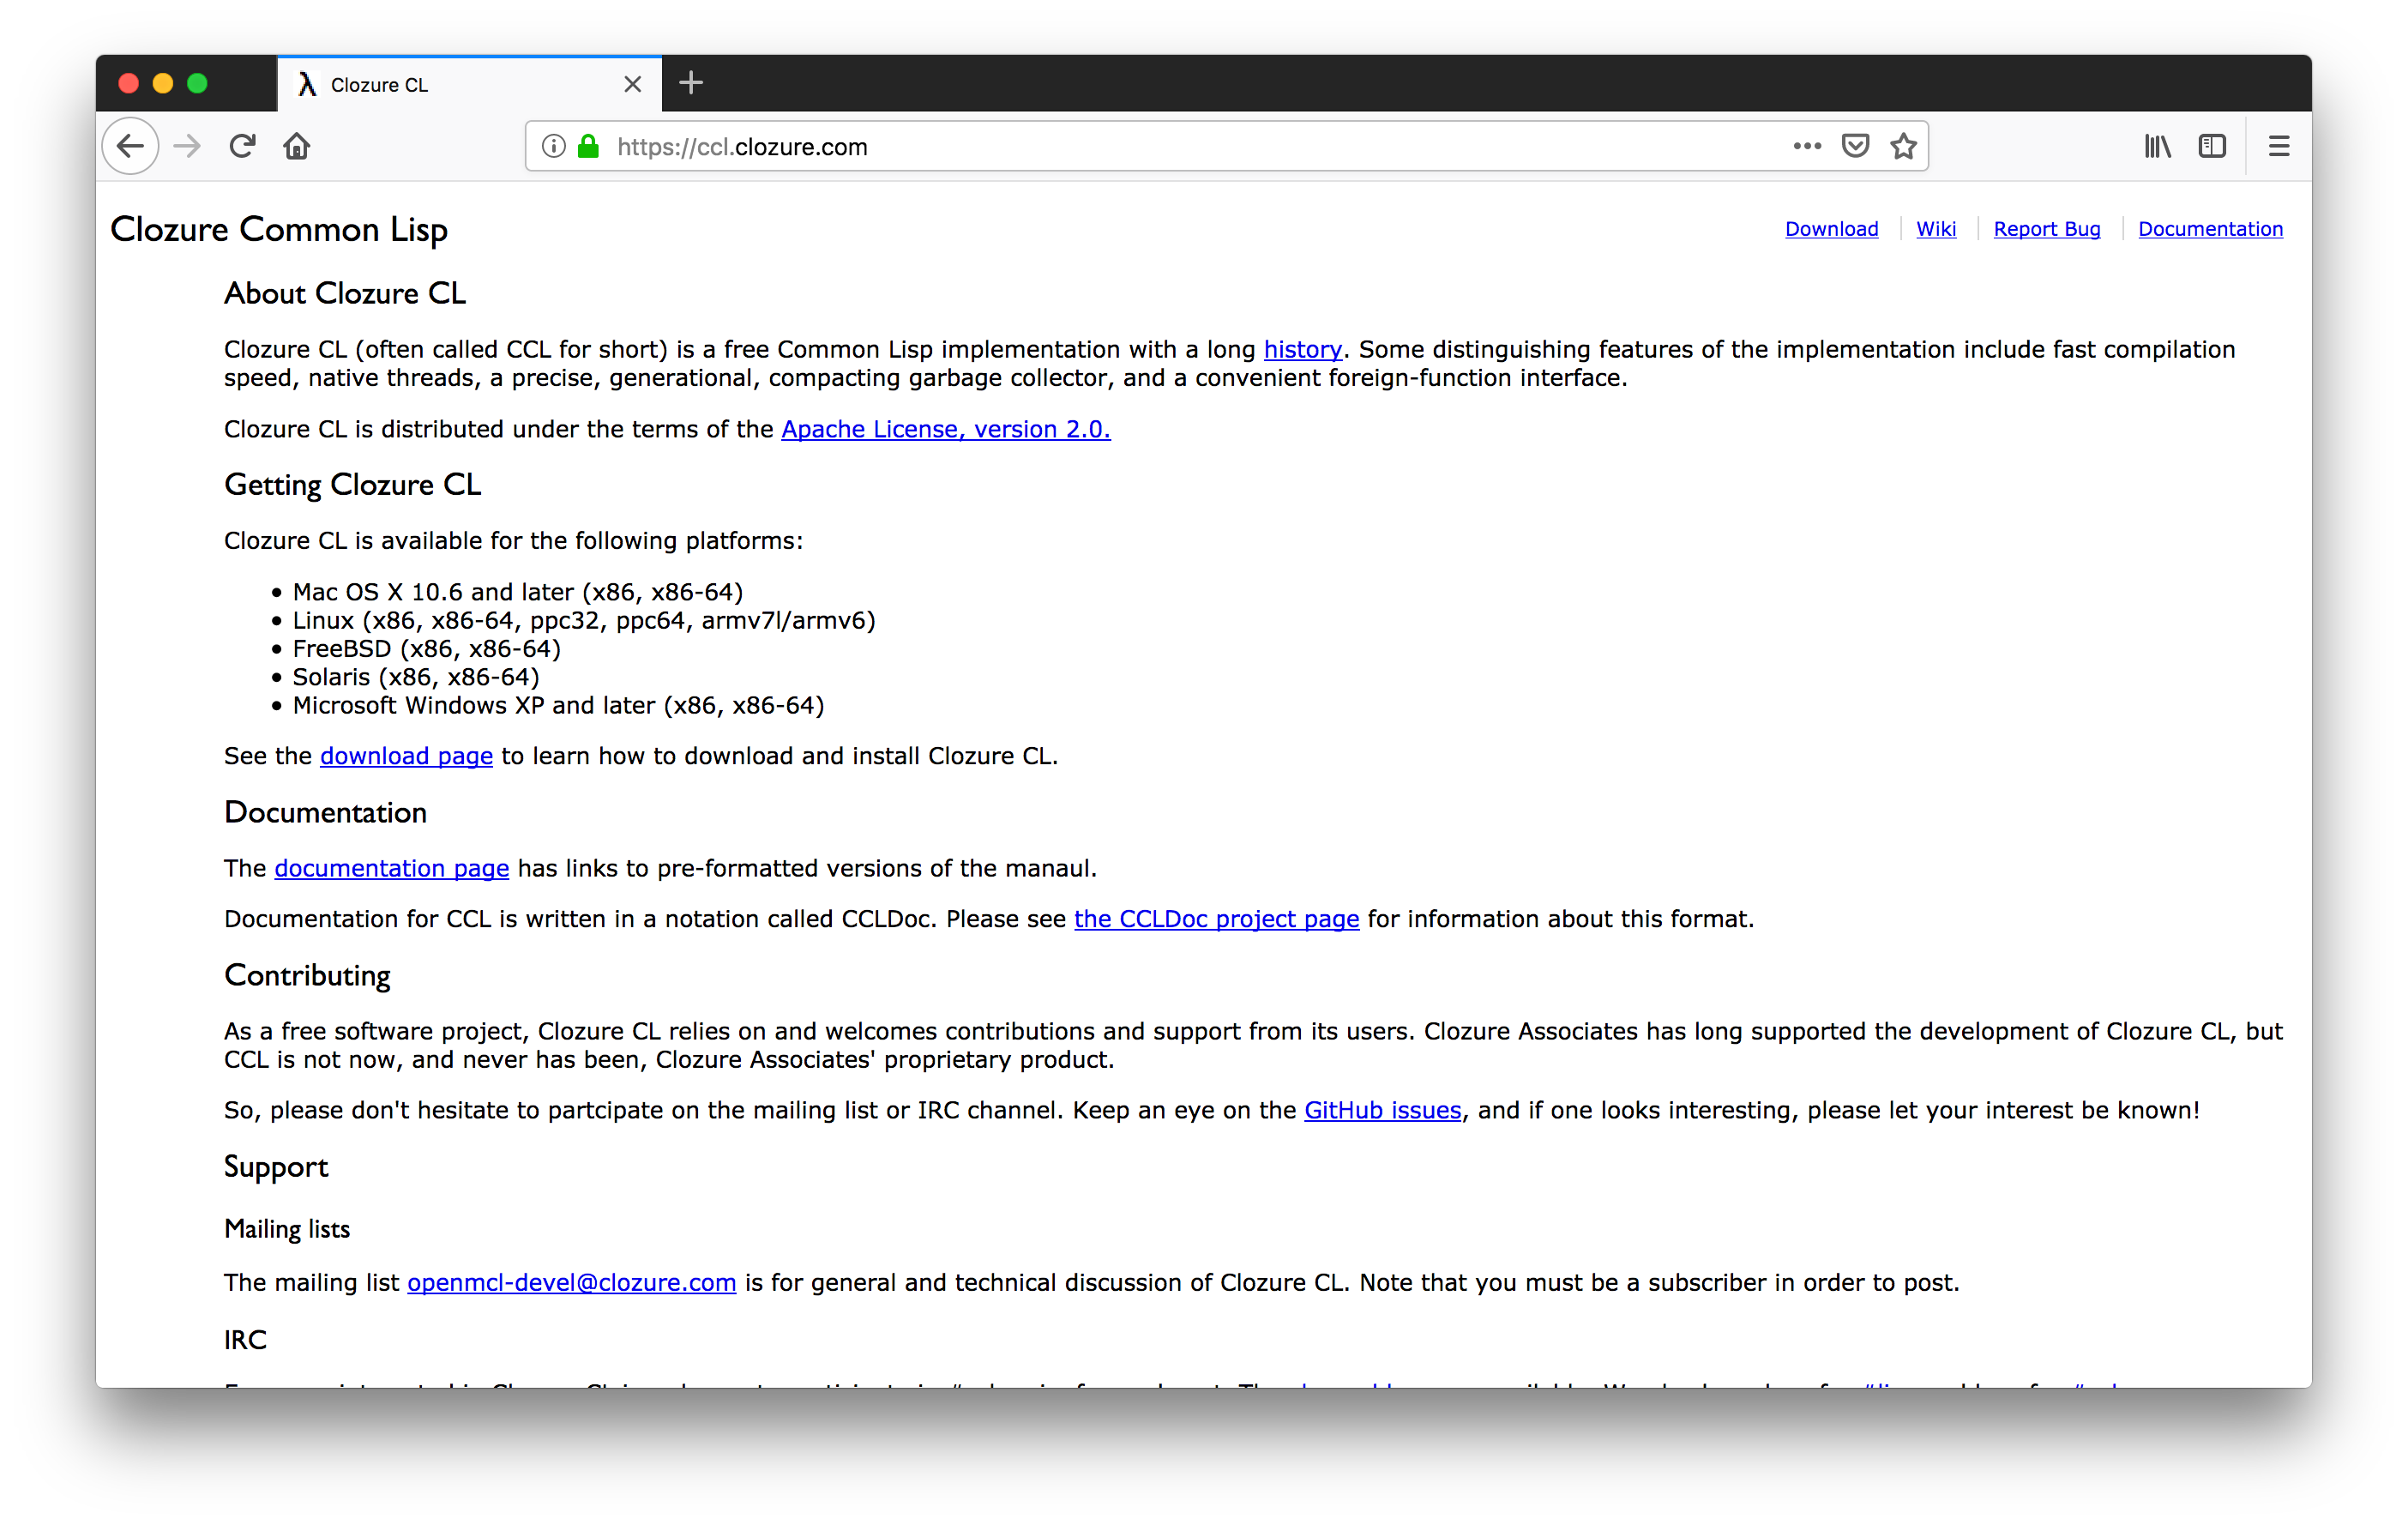 λ Clozure CL
https://ccl.clozure.com
Clozure Common Lisp
Download Wiki Report Bug Documentation
About Clozure CL
Clozure CL (often called CCL for short) is a free Common Lisp implementation with a long history. Some distinguishing features of the implementation include fast compilation
speed, native threads, a precise, generational, compacting garbage collector, and a convenient foreign-function interface.
Clozure CL is distributed under the terms of the Apache License, version 2.0.
Getting Clozure CL
Clozure CL is available for the following platforms:
• Mac OS X 10.6 and later (x86, x86-64)
• Linux (x86, x86-64, ppc32, ppc64, armv7l/armv6)
• FreeBSD (x86, x86-64)
• Solaris (x86, x86-64)
• Microsoft Windows XP and later (x86, x86-64)
See the download page to learn how to download and install Clozure CL.
Documentation
The documentation page has links to pre-formatted versions of the manaul.
Documentation for CCL is written in a notation called CCLDoc. Please see the CCLDoc project page for information about this format.
Contributing
As a free software project, Clozure CL relies on and welcomes contributions and support from its users. Clozure Associates has long supported the development of Clozure CL, but
CCL is not now, and never has been, Clozure Associates' proprietary product.
So, please don't hesitate to partcipate on the mailing list or IRC channel. Keep an eye on the GitHub issues, and if one looks interesting, please let your interest be known!
Support
Mailing lists
The mailing list openmcl-devel@clozure.com is for general and technical discussion of Clozure CL. Note that you must be a subscriber in order to post.
IRC